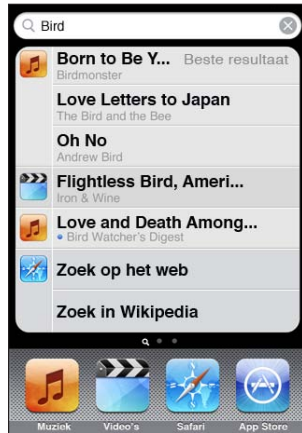 Bird
Born to Be Y... Beste resultaat
Birdmonster
Love Letters to Japan
The Bird and the Bee
Oh No
Andrew Bird
Flightless Bird, Ameri...
Iron & Wine
Love and Death Among...
Bird Watcher's Digest
Zoek op het web
Zoek in Wikipedia
Muziek Video's Safari App Store